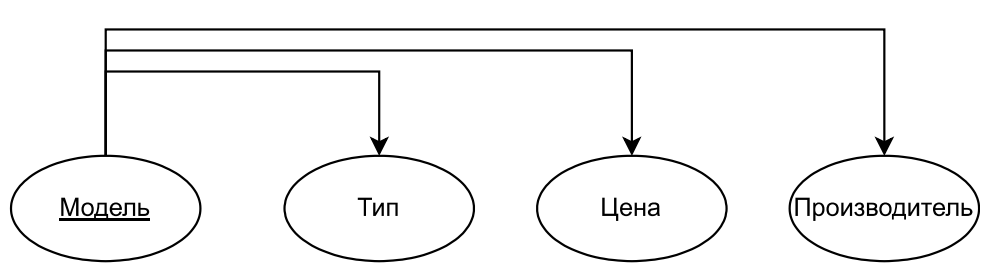 Модель
Тип
Цена
Производитель